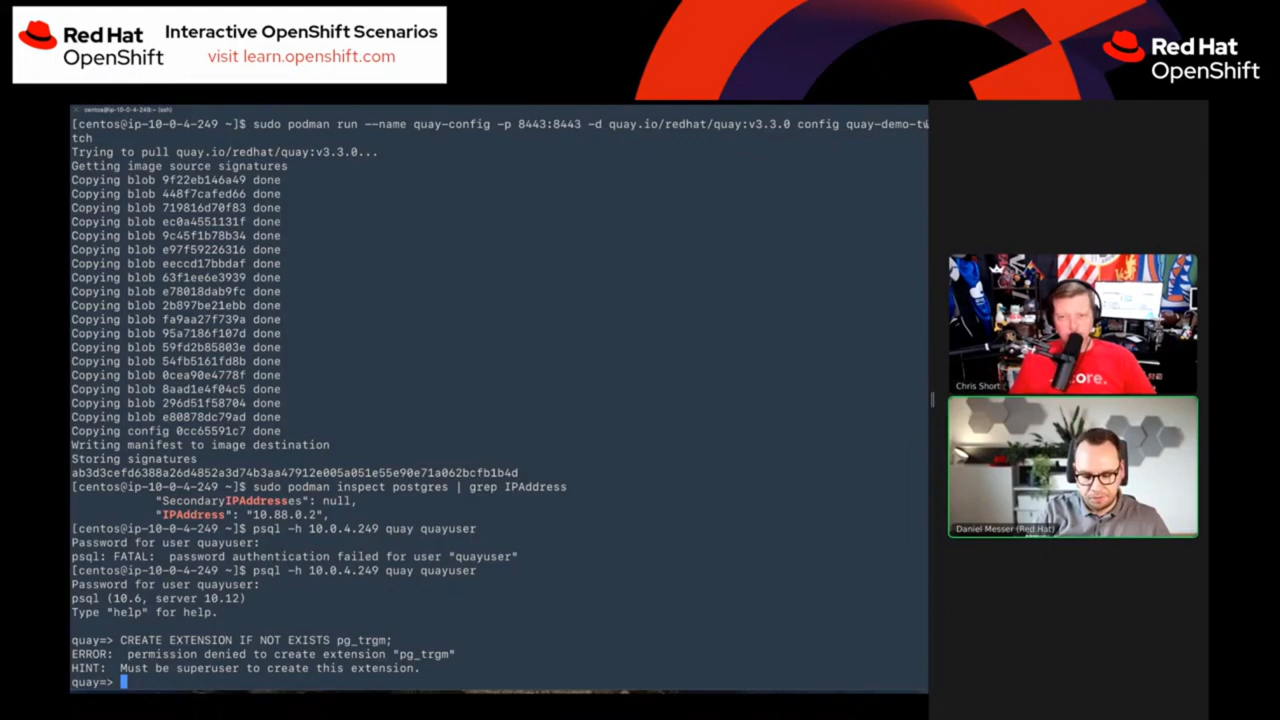 Red Hat
OpenShift
Interactive OpenShift Scenarios
visit learn.openshift.com
Red Hat
OpenShift
centos@ip-10-0-4-249:~ (ssh)
[centos@ip-10-0-4-249 ~]$ sudo podman run --name quay-config -p 8443:8443 -d quay.io/redhat/quay:v3.3.0 config quay-demo-tw
tch
Trying to pull quay.io/redhat/quay:v3.3.0...
Getting image source signatures
Copying blob 9f22eb146a49 done
Copying blob 448f7cafed66 done
Copying blob 719816d70f83 done
Copying blob ec0a4551131f done
Copying blob 9c45f1b78b34 done
Copying blob e97f59226316 done
Copying blob eeccd17bbdaf done
Copying blob 63f1ee6e3939 done
Copying blob e78018dab9fc done
Copying blob 2b897be21ebb done
Copying blob fa9aa27f739a done
Copying blob 95a7186f107d done
Copying blob 59fd2b85803e done
Copying blob 54fb5161fd8b done
Copying blob 0cea90e4778f done
Copying blob 8aad1e4f04c5 done
Copying blob 296d51f58704 done
Copying blob e80878dc79ad done
Copying config 0cc65591c7 done
Writing manifest to image destination
Storing signatures
ab3d3cefd6388a26d4852a3d74b3aa47912e005a051e55e90e71a062bcfb1b4d
[centos@ip-10-0-4-249 ~]$ sudo podman inspect postgres | grep IPAddress
"SecondaryIPAddresses": null,
"IPAddress": "10.88.0.2",
[centos@ip-10-0-4-249 ~]$ psql -h 10.0.4.249 quay quayuser
Password for user quayuser:
psql: FATAL:  password authentication failed for user "quayuser"
[centos@ip-10-0-4-249 ~]$ psql -h 10.0.4.249 quay quayuser
Password for user quayuser:
psql (10.6, server 10.12)
Type "help" for help.
quay=> CREATE EXTENSION IF NOT EXISTS pg_trgm;
ERROR:  permission denied to create extension "pg_trgm"
HINT:  Must be superuser to create this extension.
quay=>
Chris Short
Daniel Messer (Red Hat)